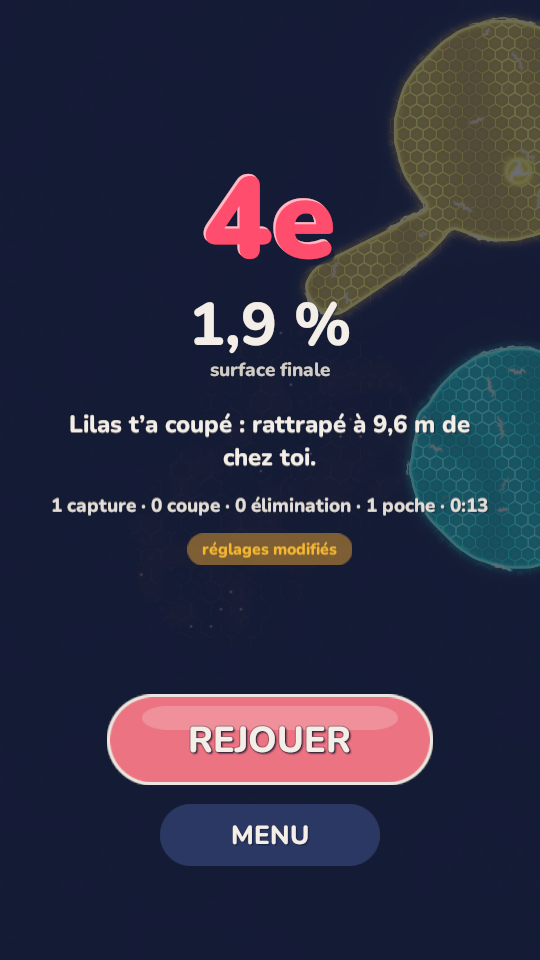 4e
1,9 %
surface finale
Lilas t’a coupé : rattrapé à 9,6 m de
chez toi.
1 capture · 0 coupe · 0 élimination · 1 poche · 0:13
réglages modifiés
REJOUER
MENU